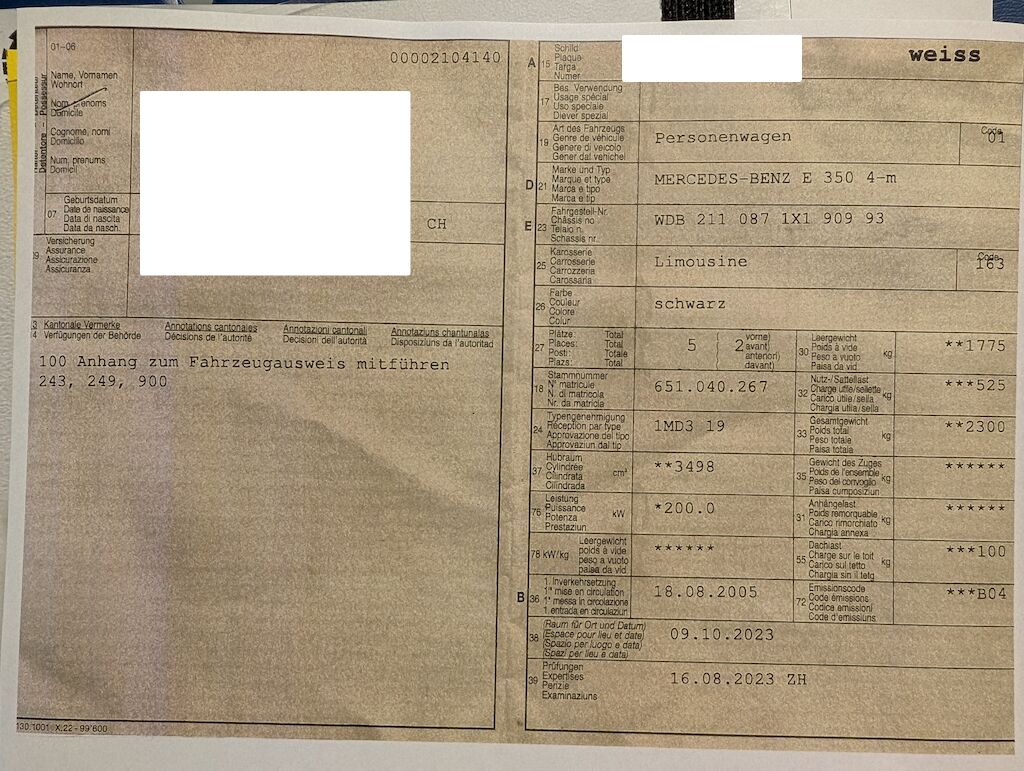 01-06
00002104140
Name, Vornamen
Wohnort
Domicile
Cognome, nomi
Domicilio
Num, prenums
Domicil
Détentore - Possessur
07
Geburtsdatum
Date de naissance
Data di nascita
Data da nasch.
CH
09
Versicherung
Assurance
Assicurazione
Assicuranza
13 Kantonale Vermerke Annotations cantonales Annotazioni cantonali Annotaziuns chantunalas
14 Verfügungen der Behörde Décisions de l'autorité Decisioni dell'autorità Disposiziuns da l'autoritad
100 Anhang zum Fahrzeugausweis mitführen
243, 249, 900
130.1001 X.22 - 99'600
A 15
Schild
Plaque
Targa
Numer
weiss
17
Bes. Verwendung
Usage spécial
Uso speciale
Diever spezial
19
Art des Fahrzeugs
Genre de véhicule
Genere di veicolo
Gener dal vehichel
Personenwagen
Code
01
D 21
Marke und Typ
Marque et type
Marca e tipo
Marca e tip
MERCEDES-BENZ E 350 4-m
E 23
Fahrgestell-Nr.
Châssis no
Telaio n.
Schassis nr.
WDB 211 087 1X1 909 93
25
Karosserie
Carrosserie
Carrozzeria
Carossaria
Limousine
Code
163
26
Farbe
Couleur
Colore
Colur
schwarz
27
Plätze: Total
Places: Total
Posti: Totale
Plazs: Total
5
2
vorne)
avant)
anteriori)
davant)
30
Leergewicht
Poids à vide
Peso a vuoto
Paisa da vid
kg
**1775
18
Stammnummer
N° matricule
N. di matricola
Nr. da matricla
651.040.267
32
Nutz-/Sattellast
Charge utile/sellette
Carico utile/sella
Chargia utila/sella
kg
***525
24
Typengenehmigung
Réception par type
Approvazione del tipo
Approvaziun dal tip
1MD3 19
33
Gesamtgewicht
Poids total
Peso totale
Paisa totala
kg
**2300
37
Hubraum
Cylindrée
Cilindrata
Cilindrada
cm³
**3498
35
Gewicht des Zuges
Poids de l'ensemble
Peso del convoglio
Paisa cumposiziun
kg
******
76
Leistung
Puissance
Potenza
Prestaziun
kW
*200.0
31
Anhängelast
Poids remorquable
Carico rimorchiato
Chargia annexa
kg
******
78 kW/kg
Leergewicht
poids à vide
peso a vuoto
paisa da vid
******
55
Dachlast
Charge sur le toit
Carico sul tetto
Chargia sin il tetg
kg
***100
B 36
1. Inverkehrsetzung
1re mise en circulation
1a messa in circolazione
1. entrada en circulaziun
18.08.2005
72
Emissionscode
Code émissions
Codice emissioni
Code d'emissiuns
***B04
38
(Raum für Ort und Datum)
(Espace pour lieu et date)
(Spazio per luogo e data)
(Spazi per lieu e data)
09.10.2023
39
Prüfungen
Expertises
Perizie
Examinaziuns
16.08.2023 ZH